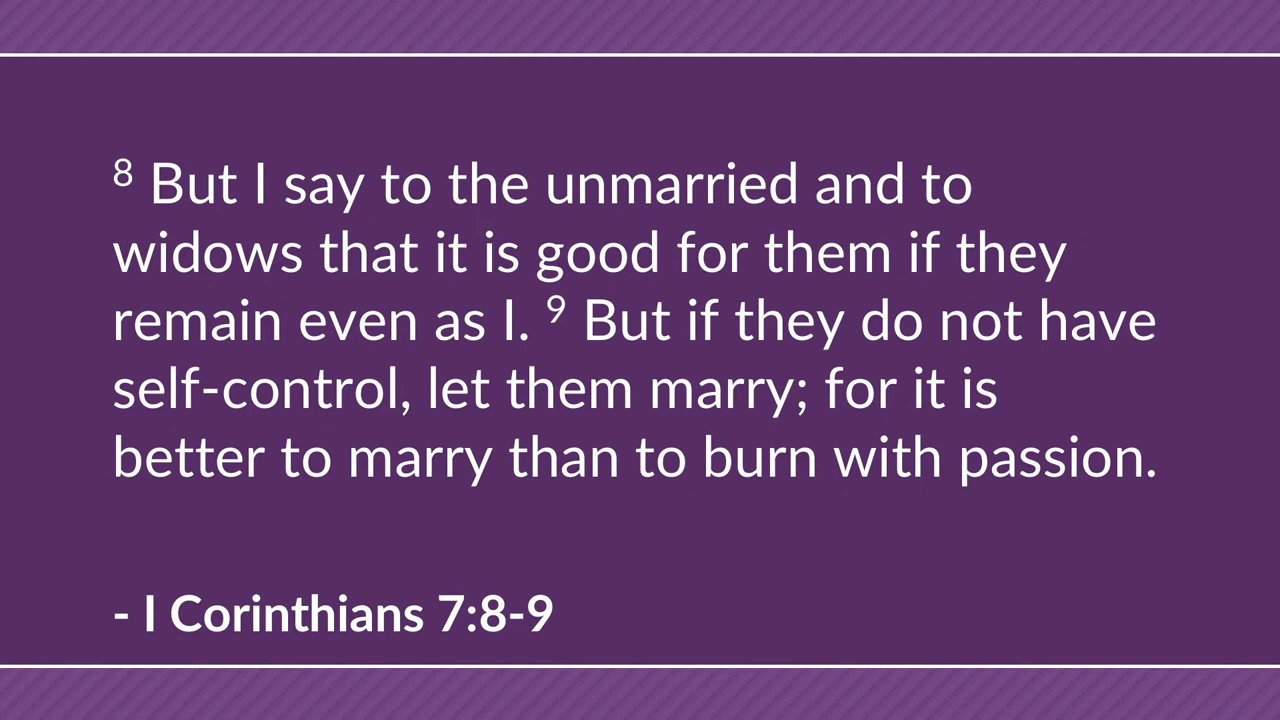 ⁸ But I say to the unmarried and to
widows that it is good for them if they
remain even as I. ⁹ But if they do not have
self-control, let them marry; for it is
better to marry than to burn with passion.
- I Corinthians 7:8-9